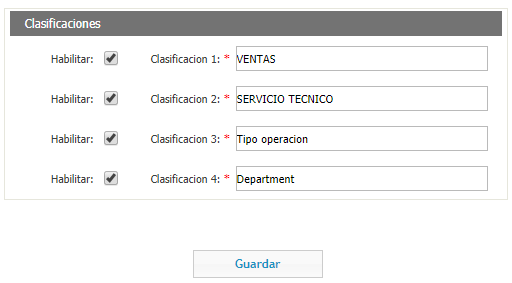 Clasificaciones
Habilitar: Clasificacion 1: * VENTAS
Habilitar: Clasificacion 2: * SERVICIO TECNICO
Habilitar: Clasificacion 3: * Tipo operacion
Habilitar: Clasificacion 4: * Department
Guardar